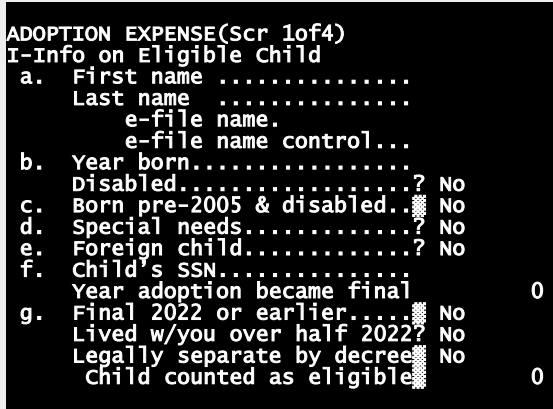 ADOPTION EXPENSE(Scr 1of4)
I-Info on Eligible Child
a. First name ...............
Last name ...............
e-file name.
e-file name control...
b. Year born.................
Disabled..................? No
c. Born pre-2005 & disabled..▒ No
d. Special needs.............? No
e. Foreign child.............? No
f. Child's SSN...............
Year adoption became final 0
g. Final 2022 or earlier.....▒ No
Lived w/you over half 2022? No
Legally separate by decree▒ No
Child counted as eligible▒ 0